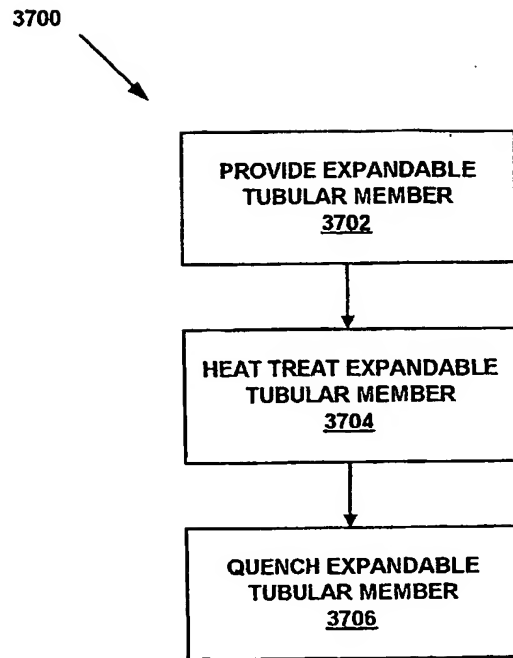 3700
PROVIDE EXPANDABLE
TUBULAR MEMBER
3702
HEAT TREAT EXPANDABLE
TUBULAR MEMBER
3704
QUENCH EXPANDABLE
TUBULAR MEMBER
3706